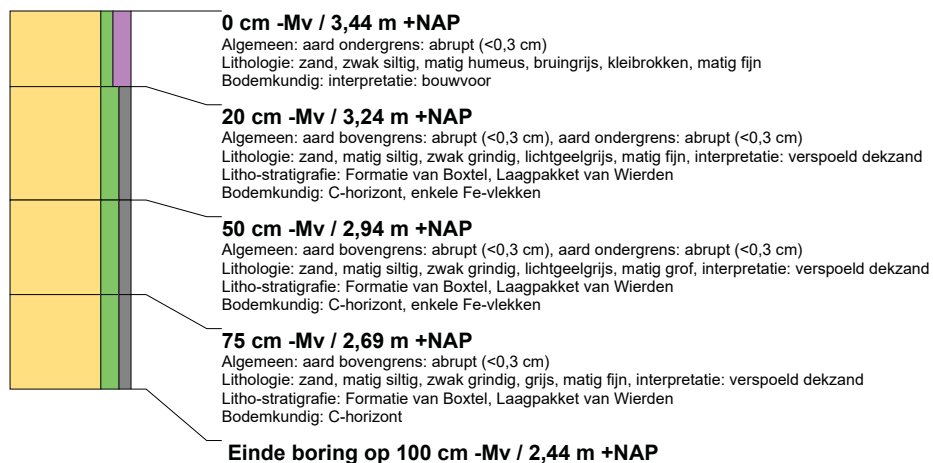 0 cm -Mv / 3,44 m +NAP
Algemeen: aard ondergrens: abrupt (<0,3 cm)
Lithologie: zand, zwak siltig, matig humeus, bruingrijs, kleibrokken, matig fijn
Bodemkundig: interpretatie: bouwvoor
20 cm -Mv / 3,24 m +NAP
Algemeen: aard bovengrens: abrupt (<0,3 cm), aard ondergrens: abrupt (<0,3 cm)
Lithologie: zand, matig siltig, zwak grindig, lichtgeelgrijs, matig fijn, interpretatie: verspoeld dekzand
Litho-stratigrafie: Formatie van Boxtel, Laagpakket van Wierden
Bodemkundig: C-horizont, enkele Fe-vlekken
50 cm -Mv / 2,94 m +NAP
Algemeen: aard bovengrens: abrupt (<0,3 cm), aard ondergrens: abrupt (<0,3 cm)
Lithologie: zand, matig siltig, zwak grindig, lichtgeelgrijs, matig grof, interpretatie: verspoeld dekzand
Litho-stratigrafie: Formatie van Boxtel, Laagpakket van Wierden
Bodemkundig: C-horizont, enkele Fe-vlekken
75 cm -Mv / 2,69 m +NAP
Algemeen: aard bovengrens: abrupt (<0,3 cm)
Lithologie: zand, matig siltig, zwak grindig, grijs, matig fijn, interpretatie: verspoeld dekzand
Litho-stratigrafie: Formatie van Boxtel, Laagpakket van Wierden
Bodemkundig: C-horizont
Einde boring op 100 cm -Mv / 2,44 m +NAP